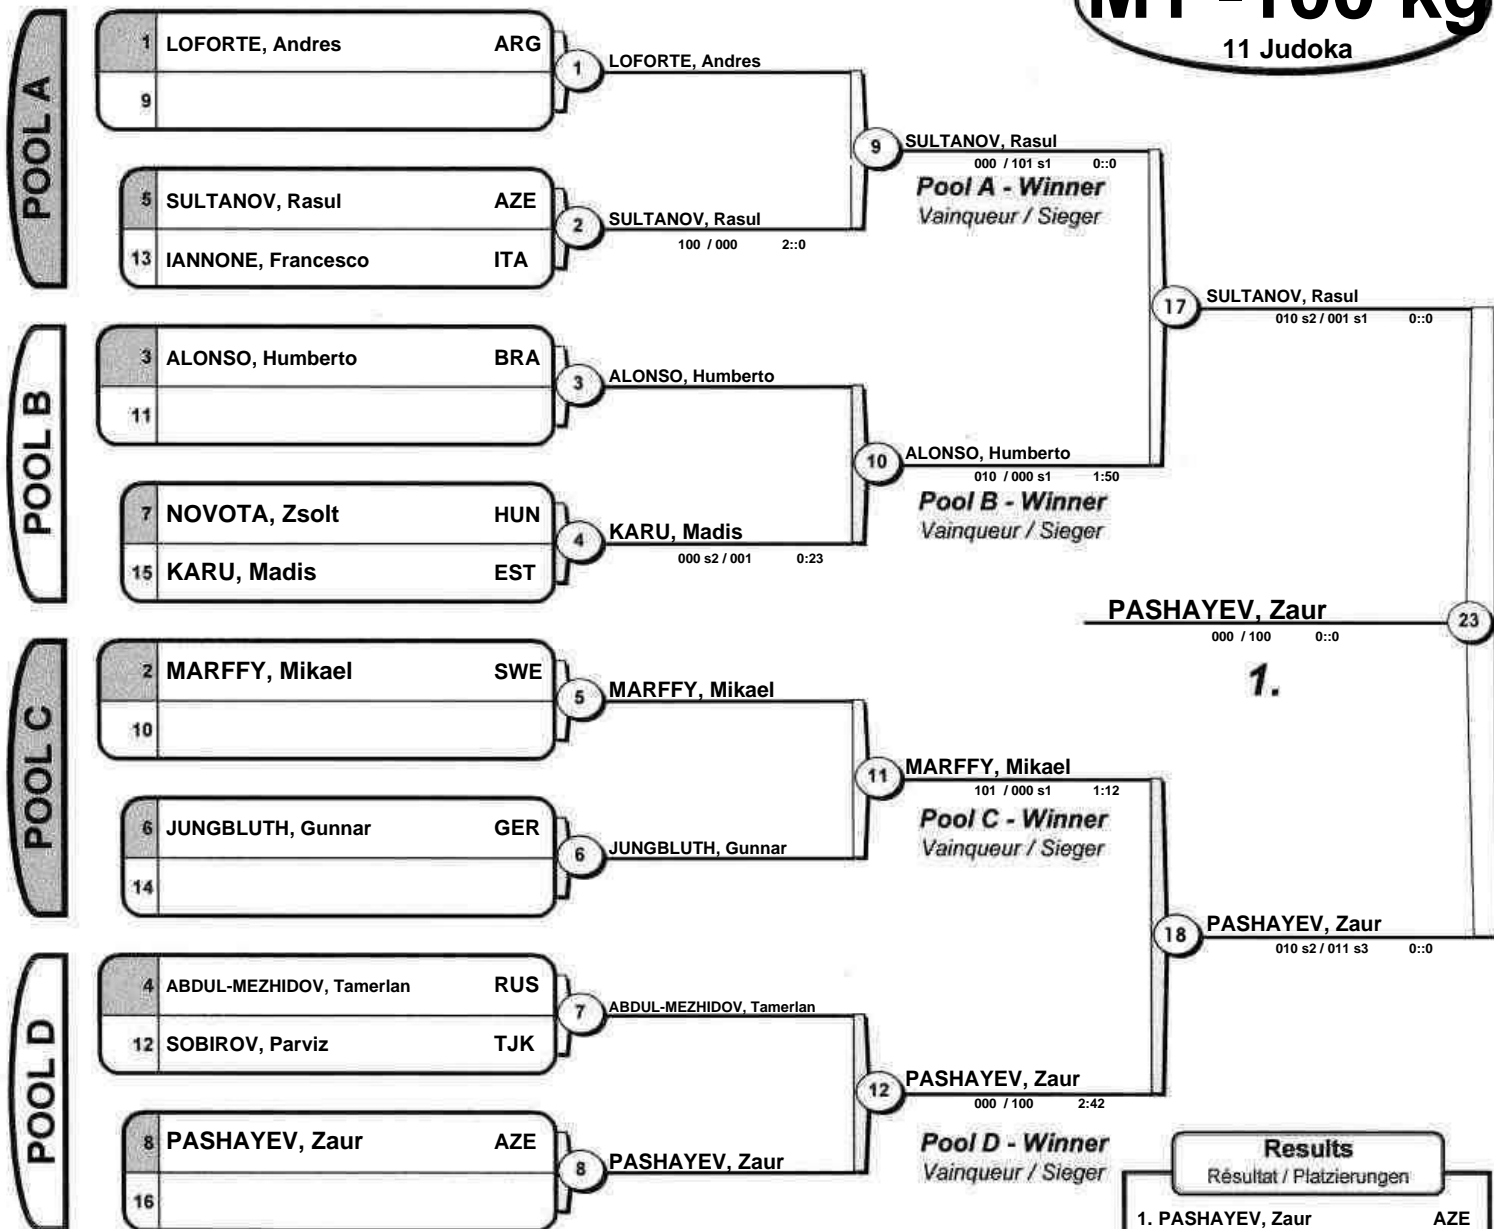 M1 -100 kg
11 Judoka
POOL A
1 LOFORTE, Andres ARG
9
1
LOFORTE, Andres
5 SULTANOV, Rasul AZE
13 IANNONE, Francesco ITA
2
SULTANOV, Rasul
100 / 000 2::0
9
SULTANOV, Rasul
000 / 101 s1 0::0
Pool A - Winner
Vainqueur / Sieger
POOL B
3 ALONSO, Humberto BRA
11
3
ALONSO, Humberto
7 NOVOTA, Zsolt HUN
15 KARU, Madis EST
4
KARU, Madis
000 s2 / 001 0:23
10
ALONSO, Humberto
010 / 000 s1 1:50
Pool B - Winner
Vainqueur / Sieger
17
SULTANOV, Rasul
010 s2 / 001 s1 0::0
PASHAYEV, Zaur
000 / 100 0::0
23
1.
POOL C
2 MARFFY, Mikael SWE
10
5
MARFFY, Mikael
6 JUNGBLUTH, Gunnar GER
14
6
JUNGBLUTH, Gunnar
11
MARFFY, Mikael
101 / 000 s1 1:12
Pool C - Winner
Vainqueur / Sieger
POOL D
4 ABDUL-MEZHIDOV, Tamerlan RUS
12 SOBIROV, Parviz TJK
7
ABDUL-MEZHIDOV, Tamerlan
8 PASHAYEV, Zaur AZE
16
8
PASHAYEV, Zaur
12
PASHAYEV, Zaur
000 / 100 2:42
Pool D - Winner
Vainqueur / Sieger
18
PASHAYEV, Zaur
010 s2 / 011 s3 0::0
Results
Résultat / Platzierungen
1. PASHAYEV, Zaur AZE